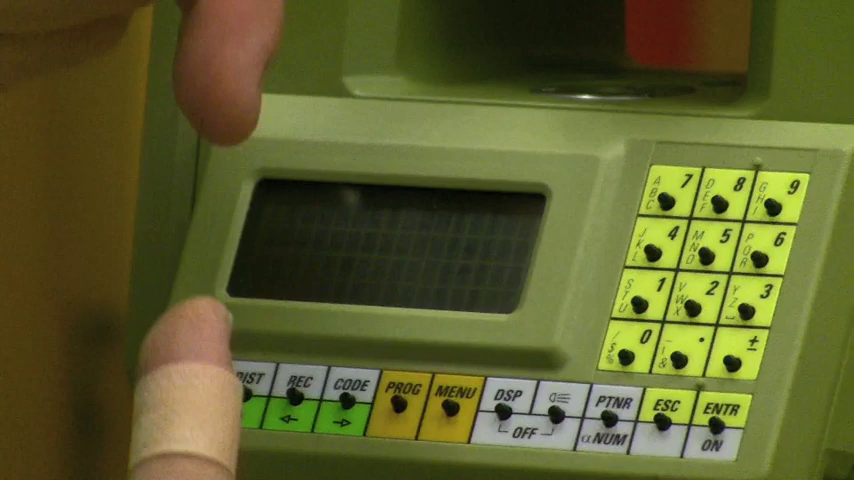 A 7 D 8 G 9
B E H
C F I
J 4 M 5 P 6
K N Q
L O R
S 1 V 2 Y 3
T W Z
U X
/ 0 - . ±
$ !
% &
IST REC CODE PROG MENU DSP PTNR ESC ENTR
← → OFF αNUM ON